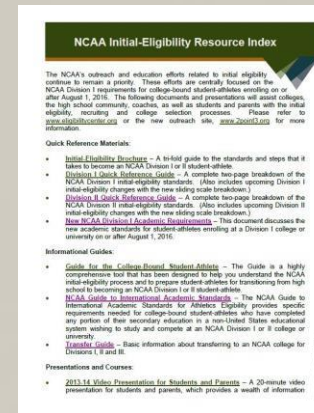 NCAA Initial-Eligibility Resource Index
The NCAA's outreach and education efforts related to initial eligibility
continue to remain a priority. These efforts are centrally focused on the
NCAA Division I requirements for college-bound student-athletes enrolling on or
after August 1, 2016. The following documents and presentations will assist colleges,
the high school community, coaches, as well as students and parents with the initial
eligibility, recruiting and college selection processes. Please refer to
www.eligibilitycenter.org or the new outreach site, www.2point3.org for more
information.
Quick Reference Materials:
• Initial-Eligibility Brochure – A tri-fold guide to the standards and steps that it
takes to become an NCAA Division I or II student-athlete.
• Division I Quick Reference Guide – A complete two-page breakdown of the
NCAA Division I initial-eligibility standards. (Also includes upcoming Division I
initial-eligibility changes with the new sliding scale breakdown.)
• Division II Quick Reference Guide – A complete two-page breakdown of the
NCAA Division II initial-eligibility standards. (Also includes upcoming Division II
initial-eligibility changes with the new sliding scale breakdown.)
• New NCAA Division I Academic Requirements – This document discusses the
new academic standards for student-athletes enrolling at a Division I college or
university on or after August 1, 2016.
Informational Guides:
• Guide for the College-Bound Student-Athlete – The Guide is a highly
comprehensive tool that has been designed to help you understand the NCAA
initial-eligibility process and to prepare student-athletes for transitioning from high
school to becoming an NCAA Division I or II student-athlete.
• NCAA Guide to International Academic Standards – The NCAA Guide to
International Academic Standards for Athletics Eligibility provides specific
requirements needed for college-bound student-athletes who have completed
any portion of their secondary education in a non-United States educational
system wishing to study and compete at an NCAA Division I or II college or
university.
• Transfer Guide – Basic information about transferring to an NCAA college for
Divisions I, II and III.
Presentations and Courses:
• 2013-14 Video Presentation for Students and Parents – A 20-minute video
presentation for students and parents, which provides a wealth of information